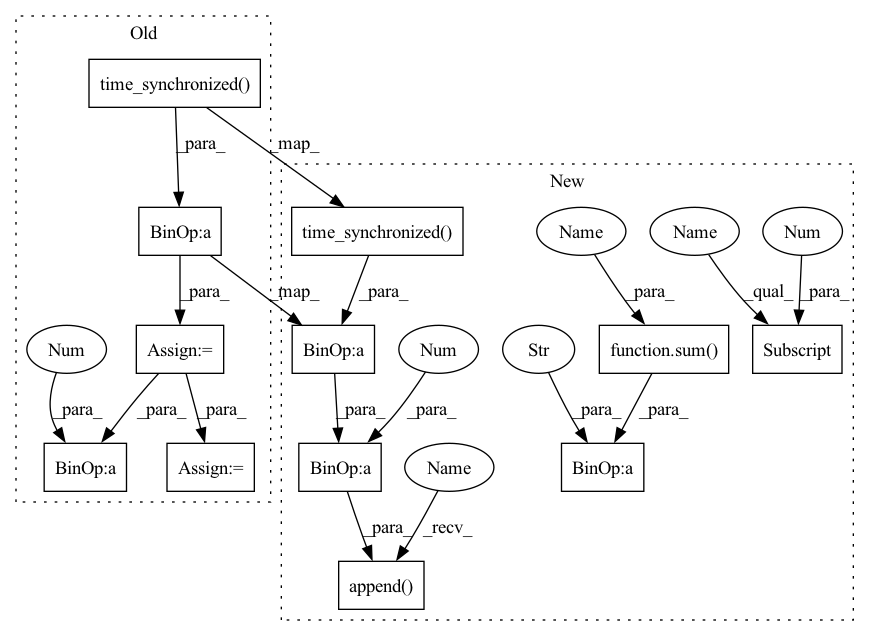 Old
time_synchronized()
_para_
_map_
New
BinOp:a
time_synchronized()
Name
Name
Num
_para_
_map_
_para_
_para_
_qual_
_para_
Num
Assign:=
BinOp:a
Num
Str
function.sum()
Subscript
_para_
_para_
_para_
_para_
_para_
_para_
_para_
BinOp:a
Assign:=
BinOp:a
Name
BinOp:a
_para_
_recv_
append()